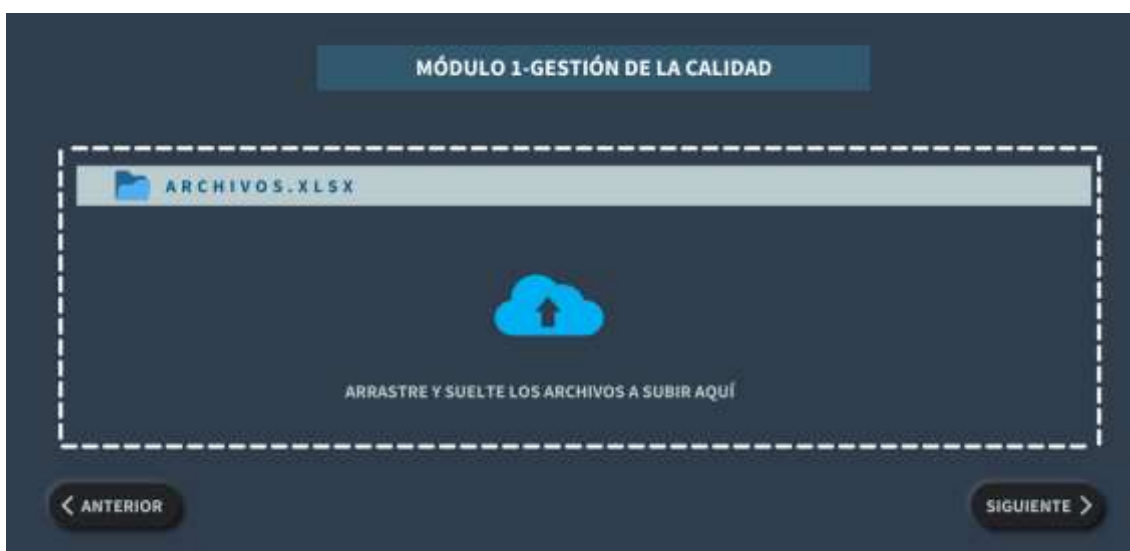 MÓDULO 1-GESTIÓN DE LA CALIDAD
ARCHIVOS.XLSX
ARRASTRE Y SUELTE LOS ARCHIVOS A SUBIR AQUÍ
ANTERIOR
SIGUIENTE